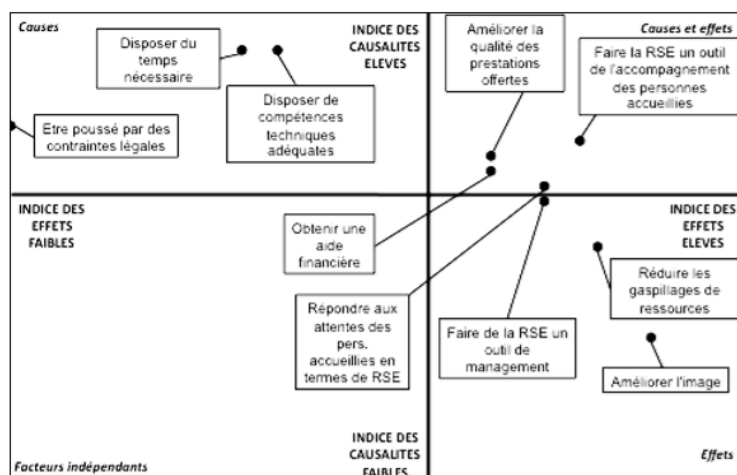 Causes
INDICE DES
CAUSALITES
ELEVES
Causes et effets
Disposer du
temps
nécessaire
Améliorer la
qualité des
prestations
offertes
Faire la RSE un outil
de l'accompagnement
des personnes
accueillies
Disposer de
compétences
techniques
adéquates
Etre poussé par des
contraintes légales
INDICE DES
EFFETS
FAIBLES
INDICE DES
EFFETS
ELEVES
Obtenir une
aide
financière
Réduire les
gaspillages de
ressources
Répondre aux
attentes des
pers.
accueillies en
termes de RSE
Faire de la RSE un
outil de
management
Améliorer l'image
Facteurs indépendants
INDICE DES
CAUSALITES
FAIBLES
Effets